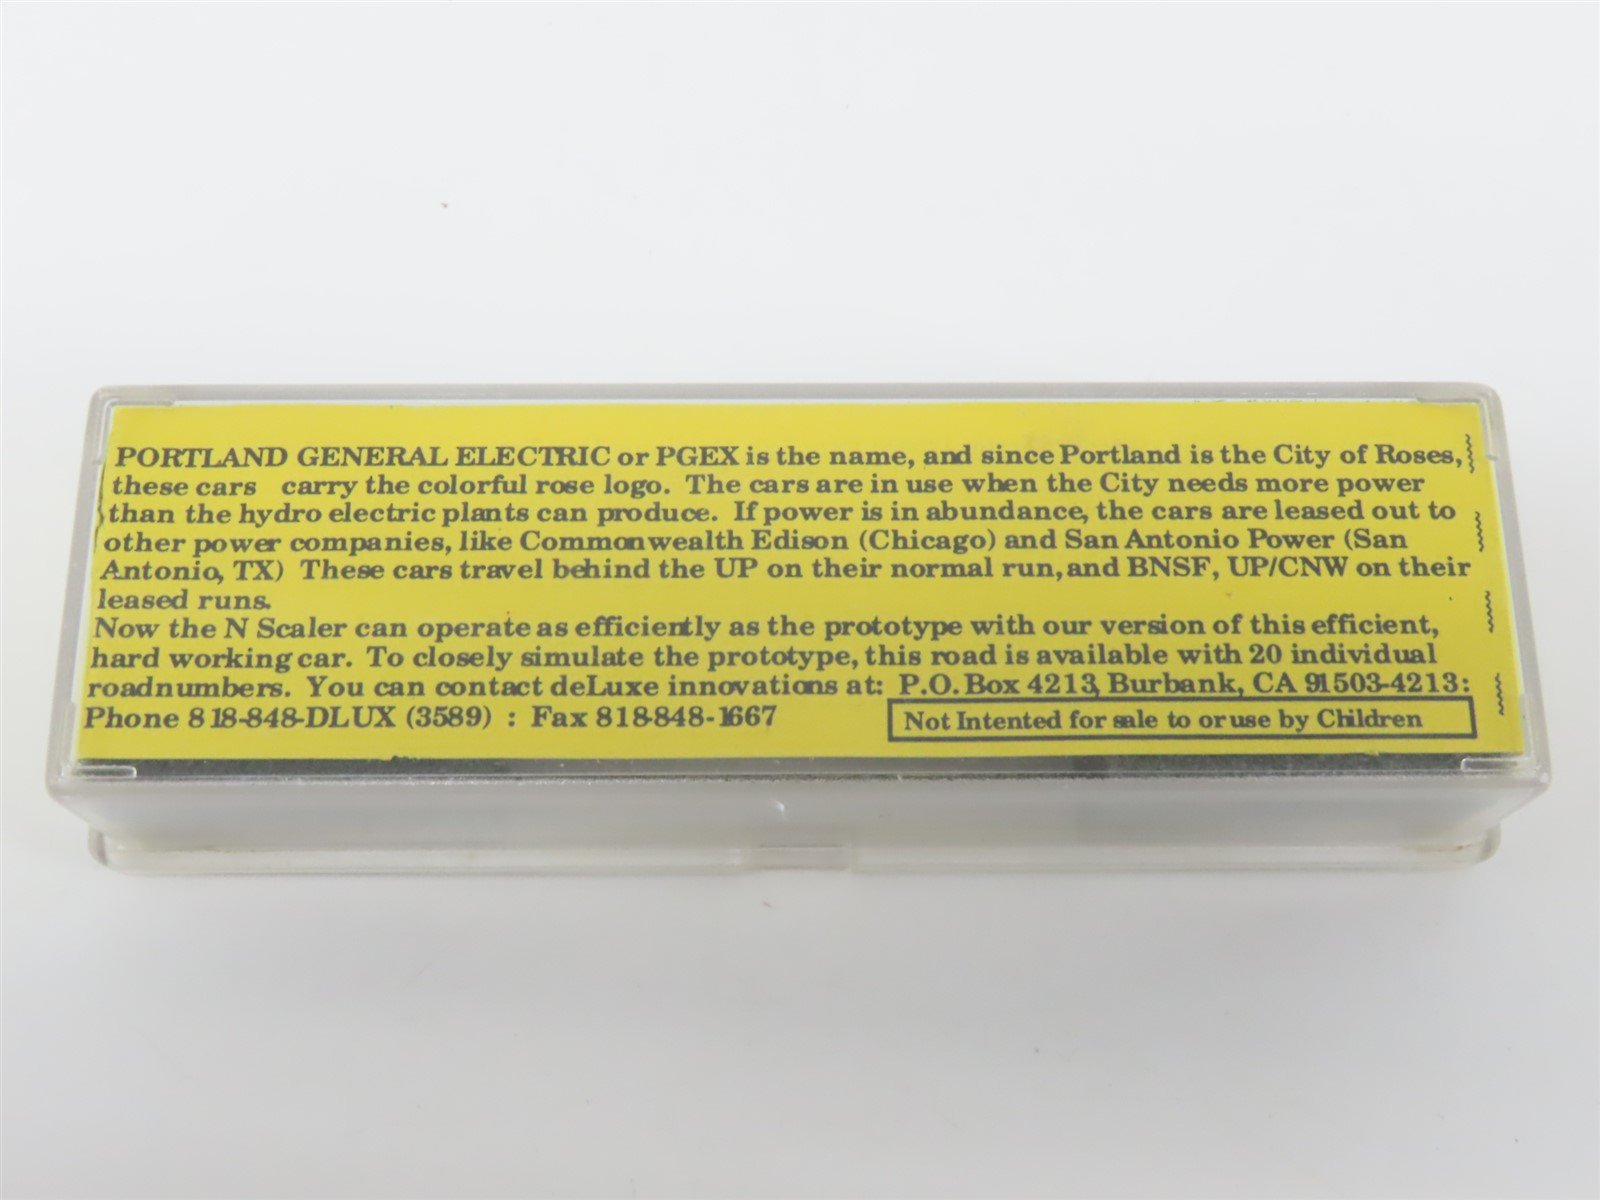 PORTLAND GENERAL ELECTRIC or PGEX is the name, and since Portland is the City of Roses,
these cars carry the colorful rose logo. The cars are in use when the City needs more power
than the hydro electric plants can produce. If power is in abundance, the cars are leased out to
other power companies, like Commonwealth Edison (Chicago) and San Antonio Power (San
Antonio, TX) These cars travel behind the UP on their normal run, and BNSF, UP/CNW on their
leased runs.
Now the N Scaler can operate as efficiently as the prototype with our version of this efficient,
hard working car. To closely simulate the prototype, this road is available with 20 individual
roadnumbers. You can contact deLuxe innovations at: P.O. Box 4213, Burbank, CA 91503-4213:
Phone 818-848-DLUX (3589) : Fax 818848-1667
Not Intented for sale to or use by Children